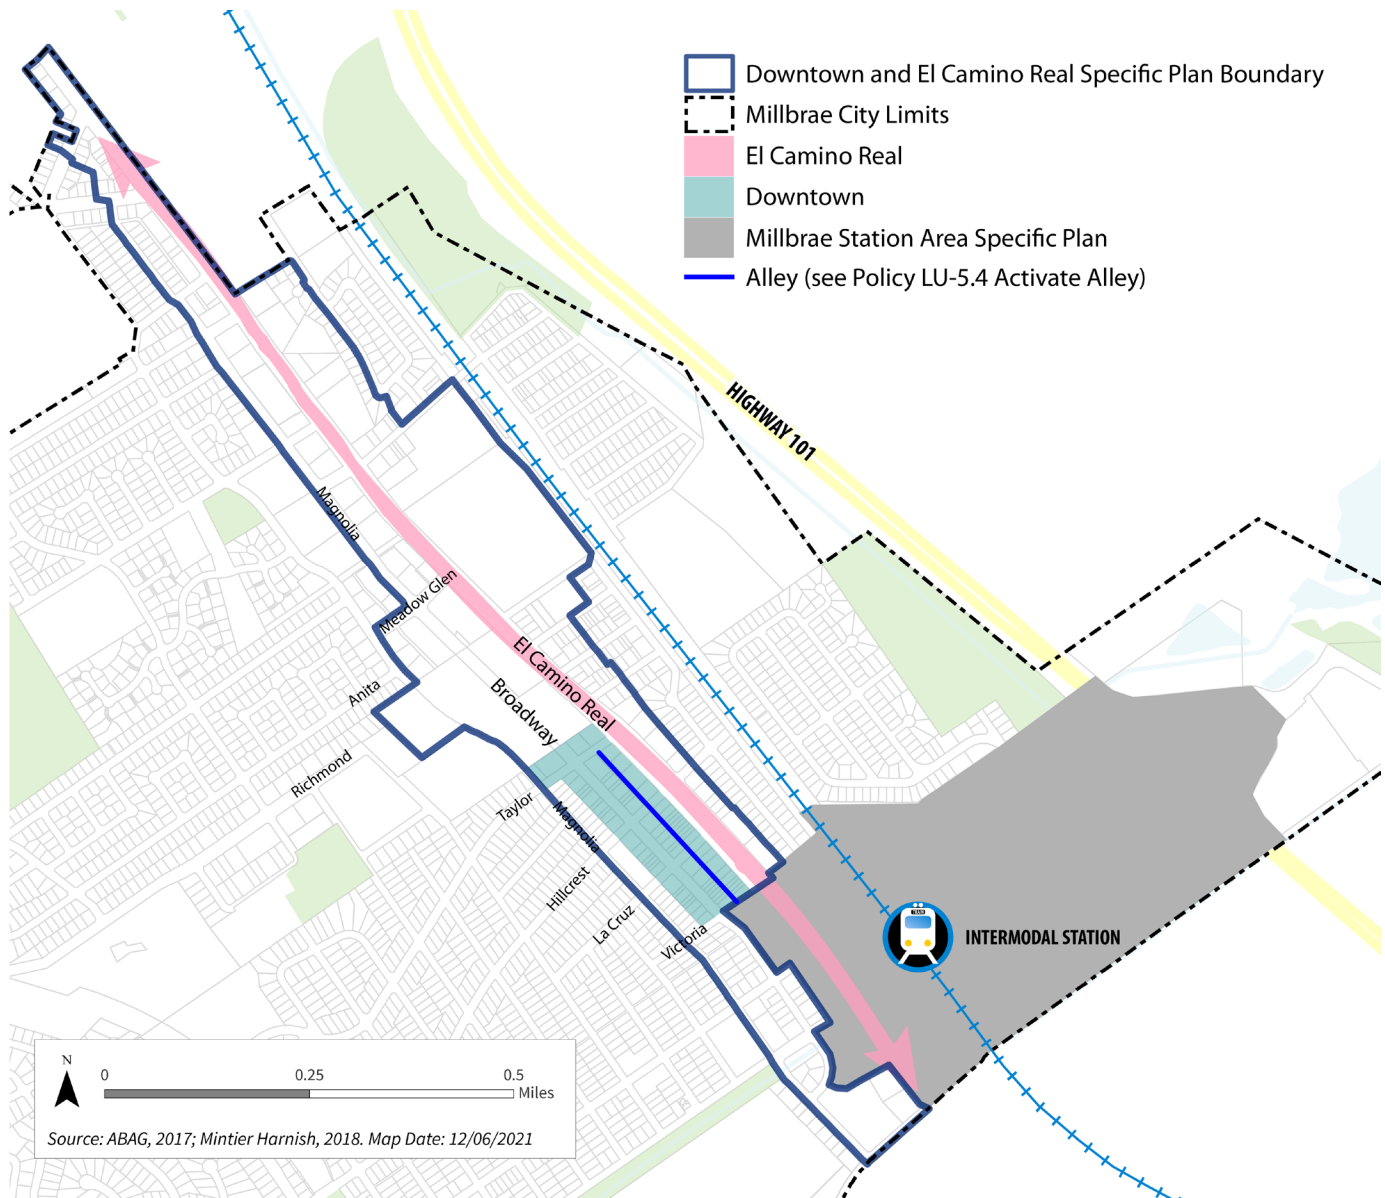 Downtown and El Camino Real Specific Plan Boundary
Millbrae City Limits
El Camino Real
Downtown
Millbrae Station Area Specific Plan
Alley (see Policy LU-5.4 Activate Alley)
HIGHWAY 101
Magnolia
Meadow Glen
El Camino Real
Broadway
Anita
Richmond
Taylor
Magnolia
Hillcrest
La Cruz
Victoria
TRAIN
INTERMODAL STATION
N
0 0.25 0.5
Miles
Source: ABAG, 2017; Mintier Harnish, 2018. Map Date: 12/06/2021